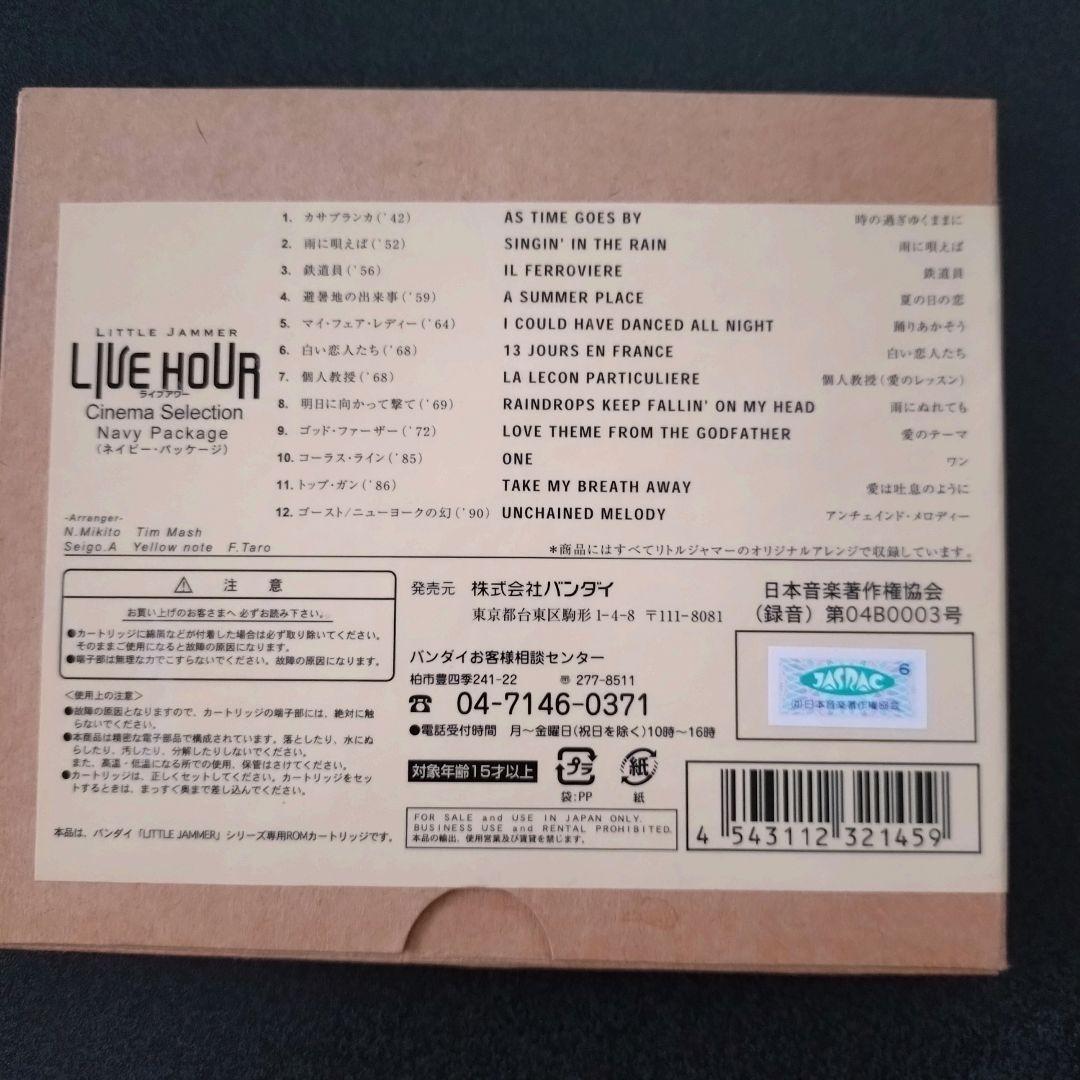 1. カサブランカ('42) AS TIME GOES BY 時の過ぎゆくままに
2. 雨に唄えば('52) SINGIN' IN THE RAIN 雨に唄えば
3. 鉄道員('56) IL FERROVIERE 鉄道員
4. 避暑地の出来事('59) A SUMMER PLACE 夏の日の恋
5. マイ・フェア・レディー('64) I COULD HAVE DANCED ALL NIGHT 踊りあかそう
6. 白い恋人たち('68) 13 JOURS EN FRANCE 白い恋人たち
7. 個人教授('68) LA LECON PARTICULIERE 個人教授(愛のレッスン)
8. 明日に向かって撃て('69) RAINDROPS KEEP FALLIN' ON MY HEAD 雨にぬれても
9. ゴッド・ファーザー('72) LOVE THEME FROM THE GODFATHER 愛のテーマ
10. コーラス・ライン('85) ONE ワン
11. トップ・ガン('86) TAKE MY BREATH AWAY 愛は吐息のように
12. ゴースト/ニューヨークの幻('90) UNCHAINED MELODY アンチェインド・メロディー
LITTLE JAMMER
LIVE HOUR
ライブアワー
Cinema Selection
Navy Package
(ネイビー・パッケージ)
-Arranger-
N.Mikito Tim Mash
Seigo.A Yellow note F.Taro
*商品にはすべてリトルジャマーのオリジナルアレンジで収録しています。
注意
お買い上げのお客さまへ 必ずお読み下さい。
●カートリッジに綿屑などが付着した場合は必ず取り除いてください。
そのままご使用になると故障の原因になります。
●端子部は無理な力でこすらないでください。故障の原因になります。
<使用上の注意>
●故障の原因となりますので、カートリッジの端子部には、絶対に触
らないでください。
●本商品は精密な電子部品で構成されています。落としたり、水にぬ
らしたり、汚したり、分解したりしないでください。
また、高温・低温になる所での使用、保管はさけてください。
●カートリッジは、正しくセットしてください。カートリッジをセッ
トするときは、まっすぐ奥まで差し込んでください。
本品は、バンダイ「LITTLE JAMMER」シリーズ専用ROMカートリッジです。
発売元 株式会社バンダイ
東京都台東区駒形1-4-8 〒111-8081
バンダイお客様相談センター
柏市豊四季241-22 〠 277-8511
☎ 04-7146-0371
●電話受付時間 月〜金曜日(祝日を除く)10時〜16時
対象年齢15才以上
プラ
袋:PP
紙
紙
FOR SALE and USE IN JAPAN ONLY.
BUSINESS USE and RENTAL PROHIBITED.
本品の輸出、使用営業及び賃貸を禁じます。
日本音楽著作権協会
(録音)第04B0003号
6
JASRAC
(社)日本音楽著作権協会
4 543112 321459